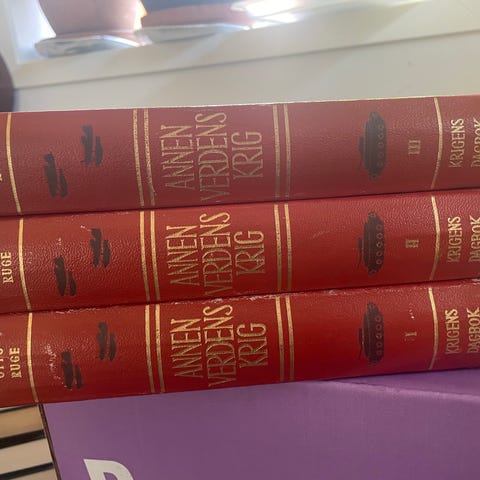 ANNEN
VERDENS
KRIG
III
KRIGENS
DAGBOK
RUGE
ANNEN
VERDENS
KRIG
II
KRIGENS
DAGBOK
OTTO
RUGE
ANNEN
VERDENS
KRIG
I
KRIGENS
DAGBOK